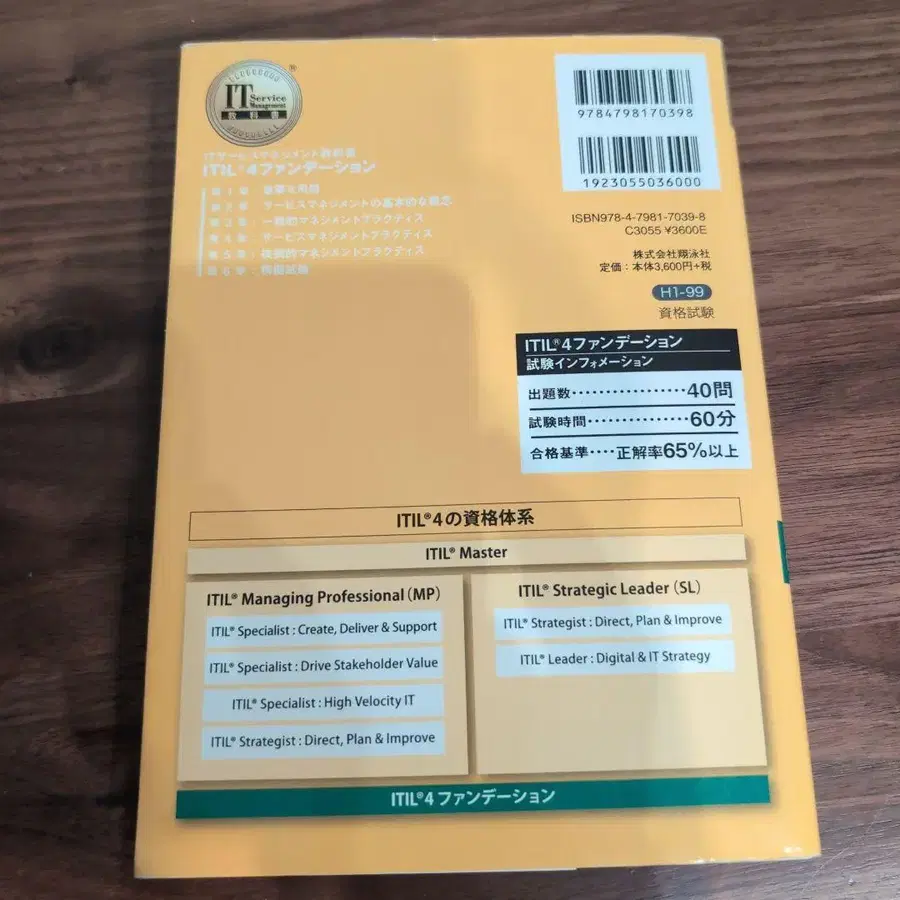 IT Service Management
教科書
ITサービスマネジメント教科書
ITIL®4ファンデーション
第1章
第2章 サービスマネジメントの基本的な概念
第3章 一般的マネジメントプラクティス
第4章 サービスマネジメントプラクティス
第5章 技術的マネジメントプラクティス
第6章 模擬試験
9784798170398
1923055036000
ISBN978-4-7981-7039-8
C3055 ¥3600E
株式会社翔泳社
定価：本体3,600円+税
H1-99
資格試験
ITIL®4ファンデーション
試験インフォメーション
出題数‥‥‥‥‥‥‥40問
試験時間‥‥‥‥‥‥60分
合格基準‥‥正解率65%以上
ITIL®4の資格体系
ITIL® Master
ITIL® Managing Professional（MP）
ITIL® Specialist : Create, Deliver & Support
ITIL® Specialist : Drive Stakeholder Value
ITIL® Specialist : High Velocity IT
ITIL® Strategist : Direct, Plan & Improve
ITIL® Strategic Leader（SL）
ITIL® Strategist : Direct, Plan & Improve
ITIL® Leader : Digital & IT Strategy
ITIL®4 ファンデーション